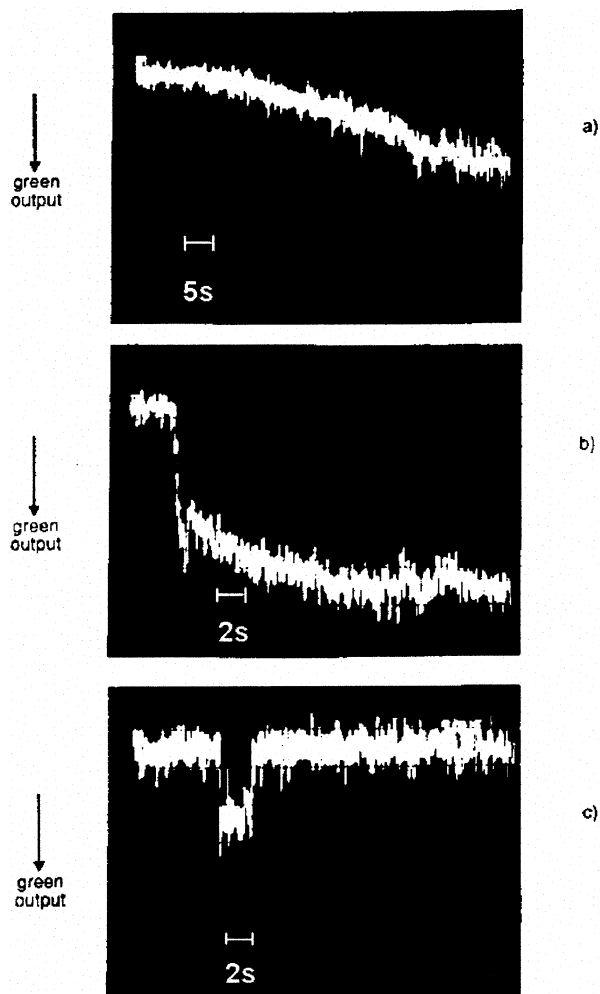 green
output
a)
5s
green
output
b)
2s
green
output
c)
2s